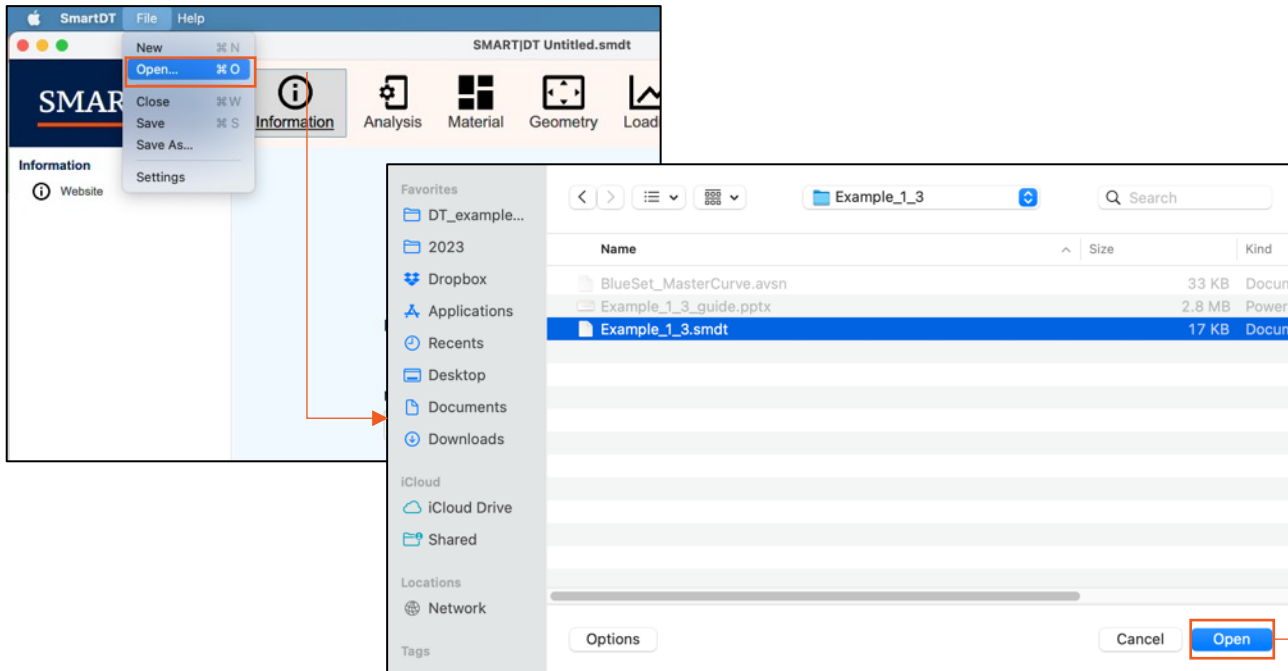 SmartDT File Help
SMART|DT Untitled.smdt
New ⌘ N
Open... ⌘ O
Close ⌘ W
Save ⌘ S
Save As...
Settings
SMAR
Information Analysis Material Geometry Load
Information
Website
Favorites
DT_example...
2023
Dropbox
Applications
Recents
Desktop
Documents
Downloads
iCloud
iCloud Drive
Shared
Locations
Network
Tags
Example_1_3
Search
Name Size Kind
BlueSet_MasterCurve.avsn 33 KB Docum
Example_1_3_guide.pptx 2.8 MB Power
Example_1_3.smdt 17 KB Docum
Options Cancel Open